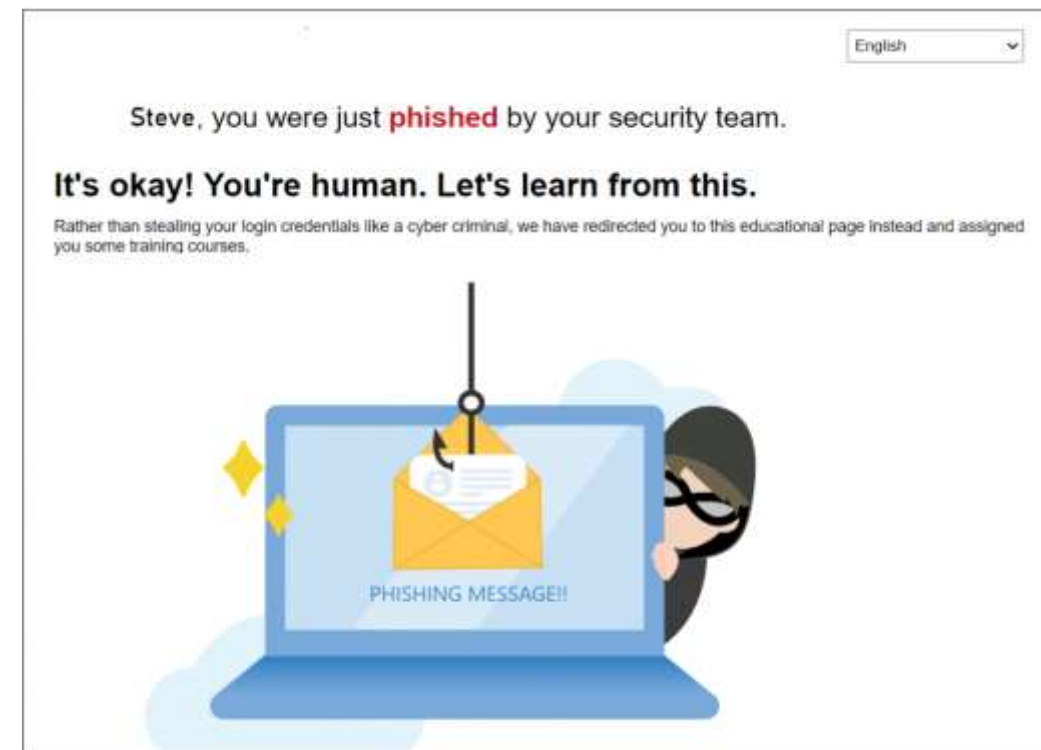 English
Steve, you were just phished by your security team.
It's okay! You're human. Let's learn from this.
Rather than stealing your login credentials like a cyber criminal, we have redirected you to this educational page instead and assigned
you some training courses.
PHISHING MESSAGE!!